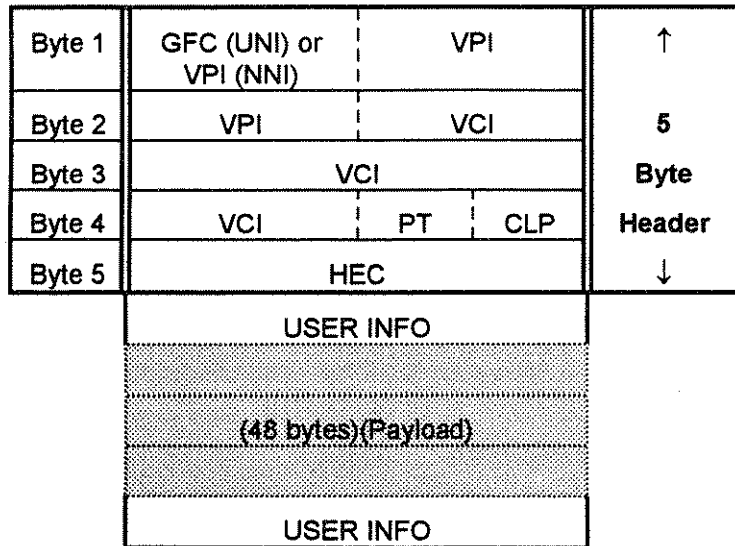 Byte 1 GFC (UNI) or VPI ↑
VPI (NNI)
Byte 2 VPI VCI 5
Byte 3 VCI Byte
Byte 4 VCI PT CLP Header
Byte 5 HEC ↓
USER INFO
(48 bytes)(Payload)
USER INFO